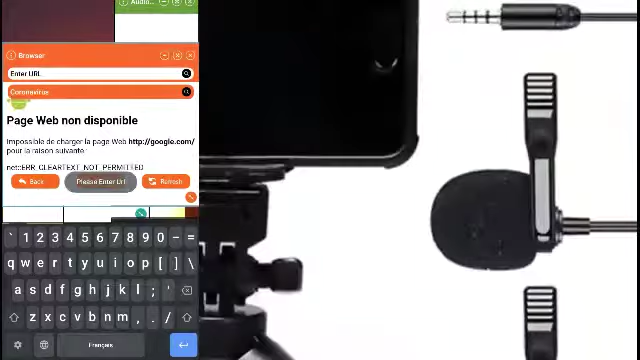 Audio...
Browser
Enter URL
Coronavirus
Page Web non disponible
Impossible de charger la page Web http://google.com/
pour la raison suivante:
net::ERR_CLEARTEXT_NOT_PERMITTED
Back
Please Enter Url
Refresh
` 1 2 3 4 5 6 7 8 9 0 - =
q w e r t y u i o p [ ] \
a s d f g h j k l ; '
z x c v b n m , . /
Français